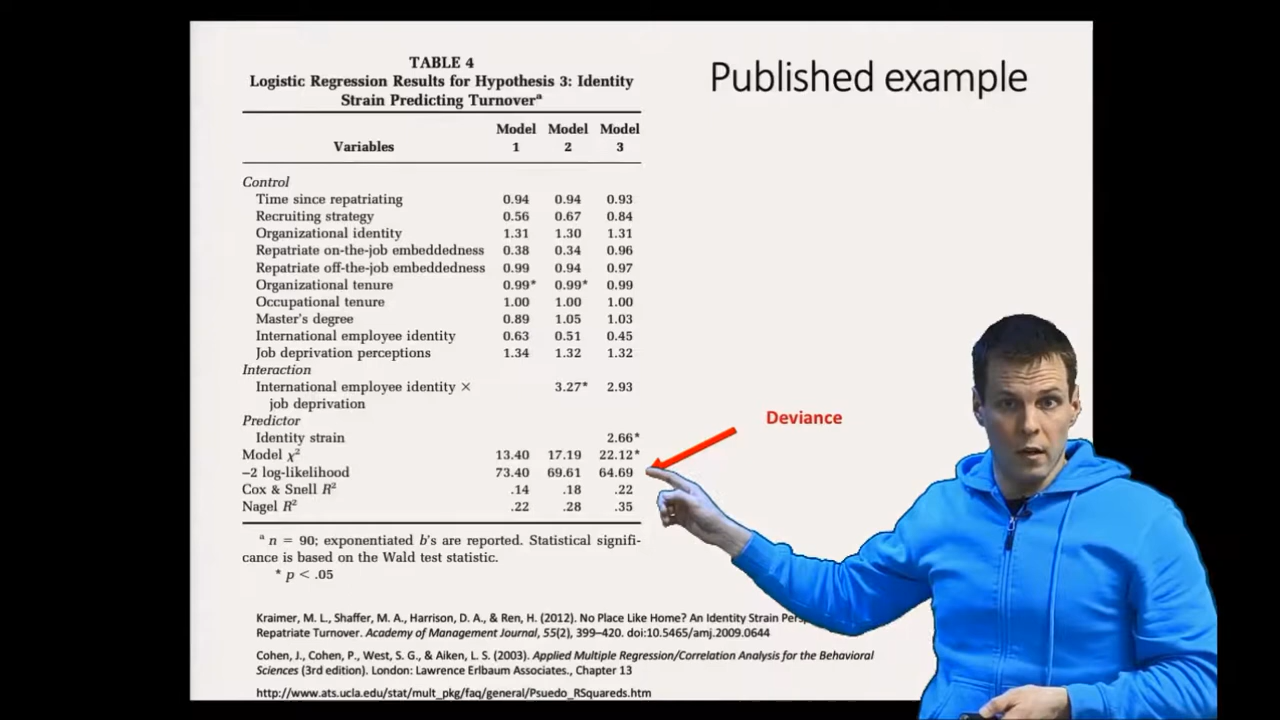 TABLE 4
Logistic Regression Results for Hypothesis 3: Identity
Strain Predicting Turnoverᵃ
Variables Model 1 Model 2 Model 3
Control
Time since repatriating 0.94 0.94 0.93
Recruiting strategy 0.56 0.67 0.84
Organizational identity 1.31 1.30 1.31
Repatriate on-the-job embeddedness 0.38 0.34 0.96
Repatriate off-the-job embeddedness 0.99 0.94 0.97
Organizational tenure 0.99* 0.99* 0.99
Occupational tenure 1.00 1.00 1.00
Master's degree 0.89 1.05 1.03
International employee identity 0.63 0.51 0.45
Job deprivation perceptions 1.34 1.32 1.32
Interaction
International employee identity × 3.27* 2.93
job deprivation
Predictor
Identity strain 2.66*
Model χ² 13.40 17.19 22.12*
−2 log-likelihood 73.40 69.61 64.69
Cox & Snell R² .14 .18 .22
Nagel R² .22 .28 .35
ᵃ n = 90; exponentiated b's are reported. Statistical signifi-
cance is based on the Wald test statistic.
* p < .05
Published example
Deviance
Kraimer, M. L., Shaffer, M. A., Harrison, D. A., & Ren, H. (2012). No Place Like Home? An Identity Strain
Repatriate Turnover. Academy of Management Journal, 55(2), 399–420. doi:10.5465/amj.2009.0644
Cohen, J., Cohen, P., West, S. G., & Aiken, L. S. (2003). Applied Multiple Regression/Correlation Analysis for the Behavioral
Sciences (3rd edition). London: Lawrence Erlbaum Associates., Chapter 13
http://www.ats.ucla.edu/stat/mult_pkg/faq/general/Psuedo_RSquareds.htm